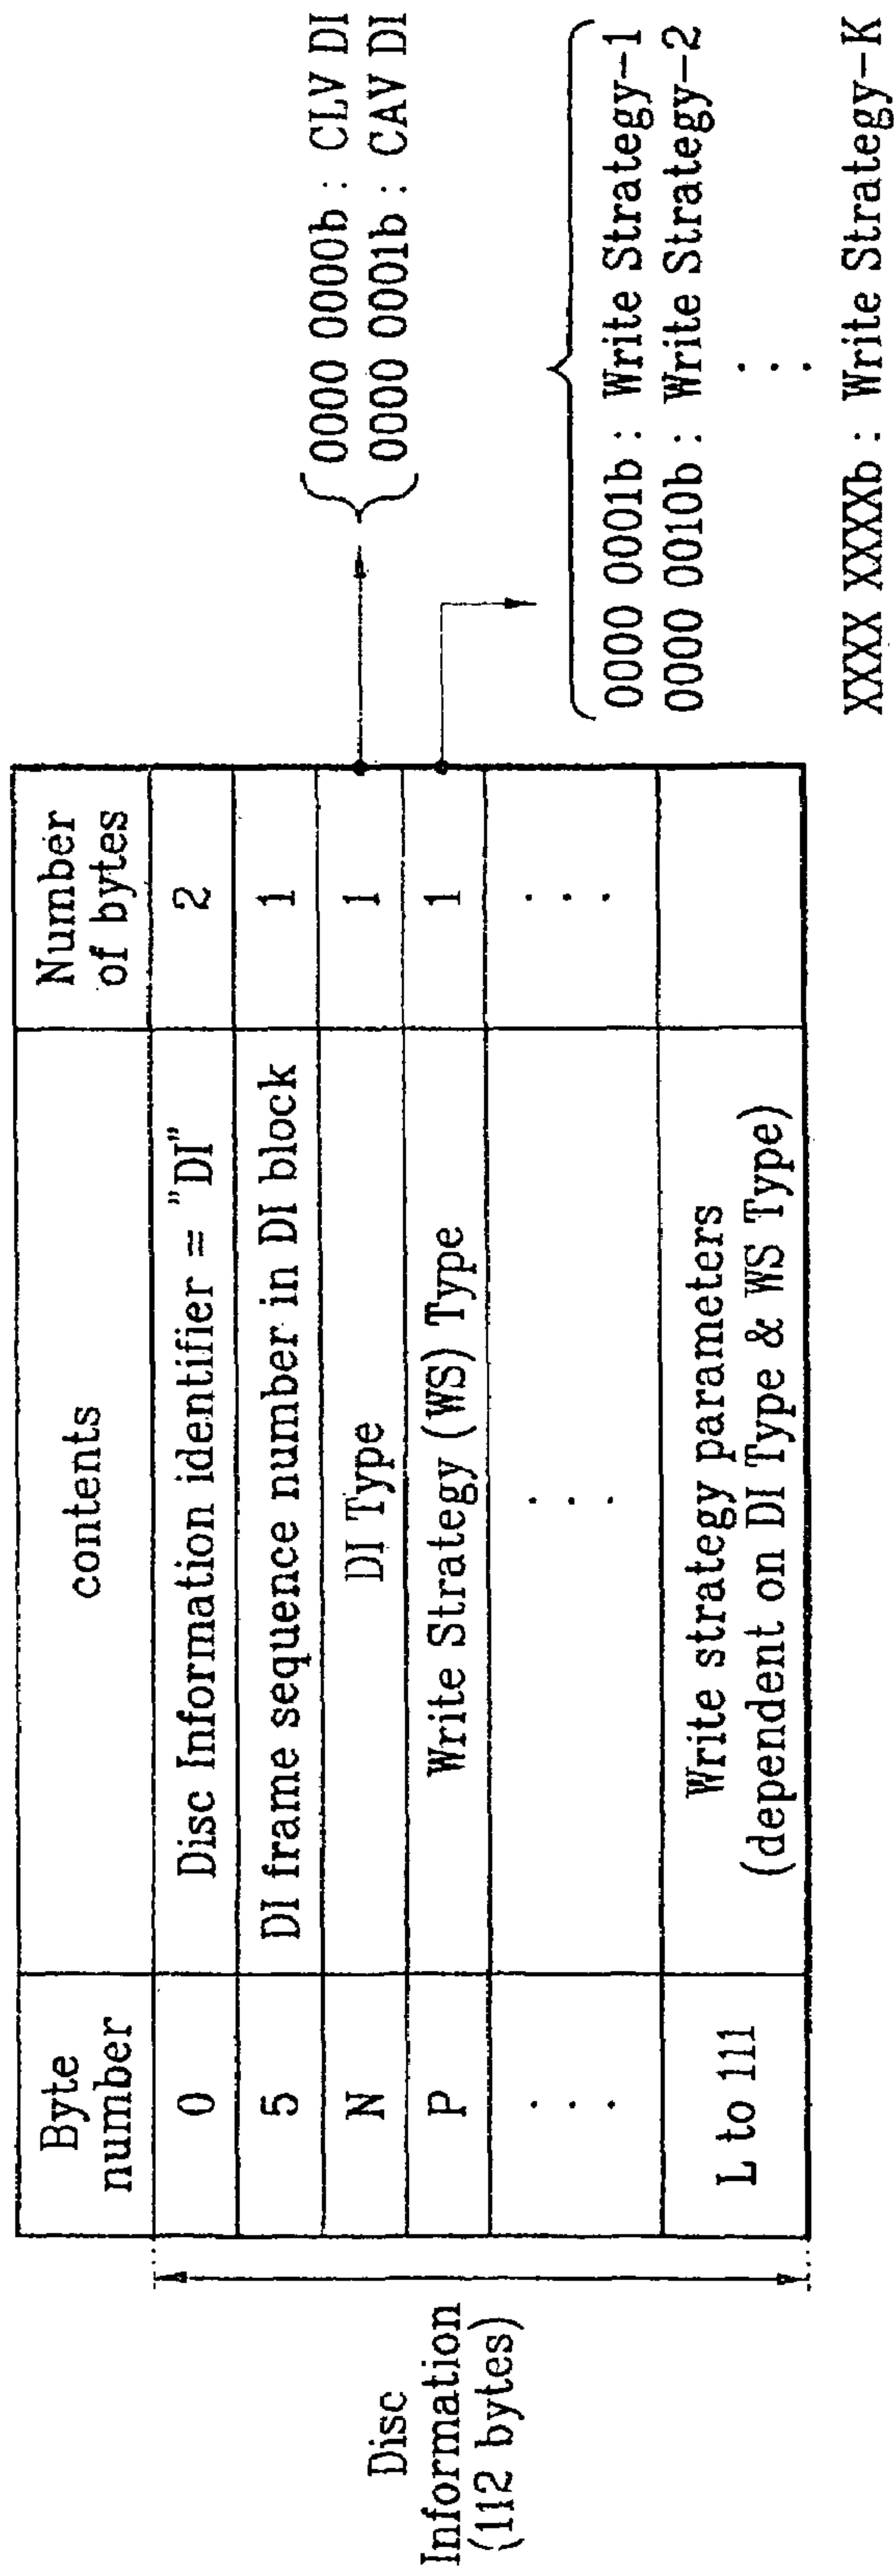 Byte
number
contents
Number
of bytes
0
Disc Information identifier = "DI"
2
5
DI frame sequence number in DI block
1
N
DI Type
1
P
Write Strategy (WS) Type
1
. . .
. . .
. . .
L to 111
Write strategy parameters
(dependent on DI Type & WS Type)
Disc
Information
(112 bytes)
0000 0000b : CLV DI
0000 0001b : CAV DI
0000 0001b : Write Strategy-1
0000 0010b : Write Strategy-2
. . .
XXXX XXXXb : Write Strategy-K